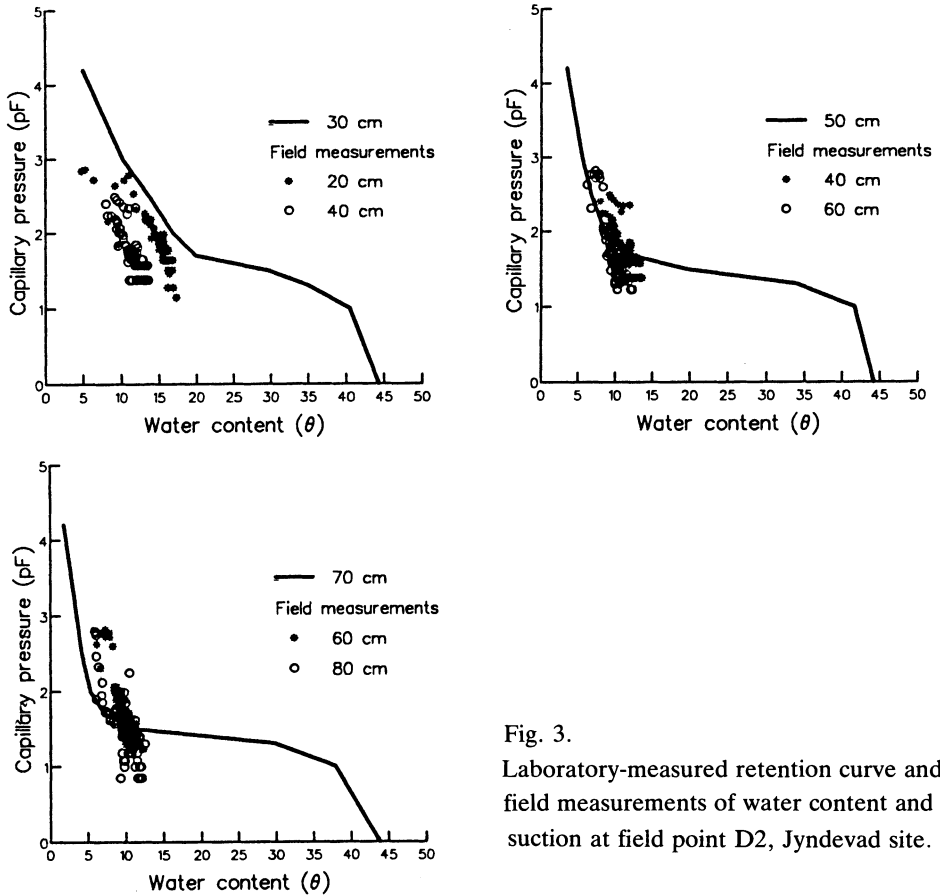 5
4
3
2
1
0
Capillary pressure (pF)
30 cm
Field measurements
20 cm
40 cm
5 10 15 20 25 30 35 40 45 50
Water content (θ)
5
4
3
2
1
0
Capillary pressure (pF)
50 cm
Field measurements
40 cm
60 cm
0 5 10 15 20 25 30 35 40 45 50
Water content (θ)
5
4
3
2
1
0
Capillary pressure (pF)
70 cm
Field measurements
60 cm
80 cm
0 5 10 15 20 25 30 35 40 45 50
Water content (θ)
Fig. 3.
Laboratory-measured retention curve and
field measurements of water content and
suction at field point D2, Jyndevad site.